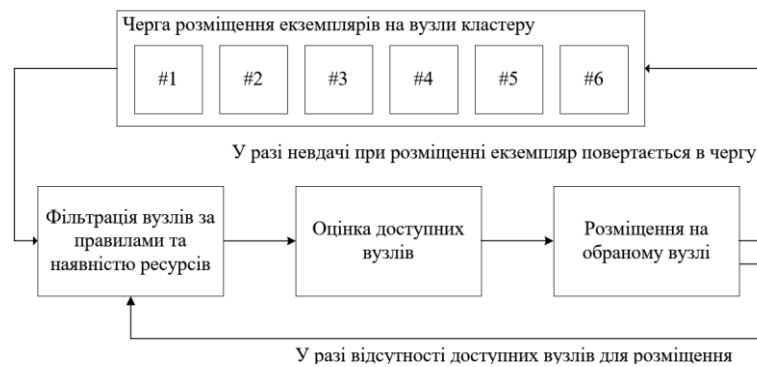 Черга розміщення екземплярів на вузли кластеру
#1 #2 #3 #4 #5 #6
У разі невдачі при розміщенні екземпляр повертається в чергу
Фільтрація вузлів за
правилами та
наявністю ресурсів
Оцінка доступних
вузлів
Розміщення на
обраному вузлі
У разі відсутності доступних вузлів для розміщення